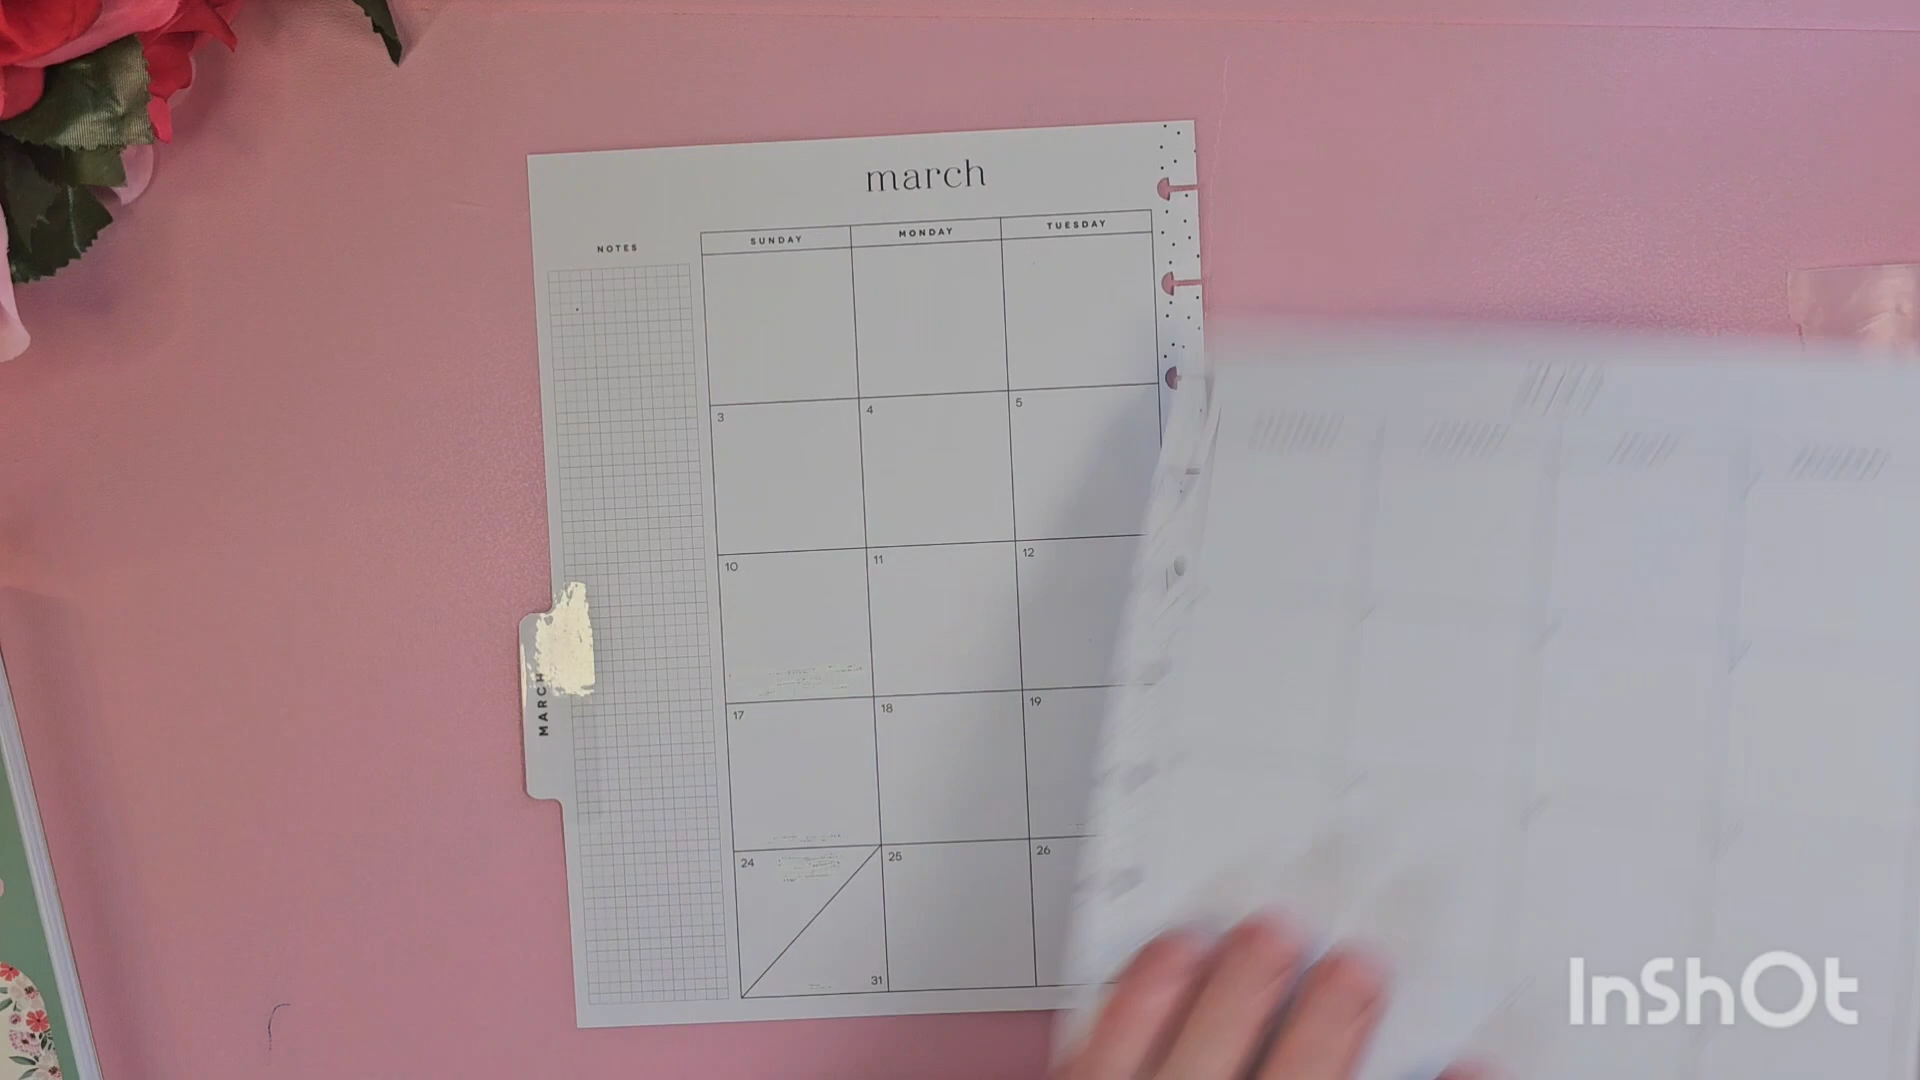 march
NOTES
SUNDAY MONDAY TUESDAY
3 4 5
10 11 12
17 18 19
24 25 26
31
MARCH
InShOt